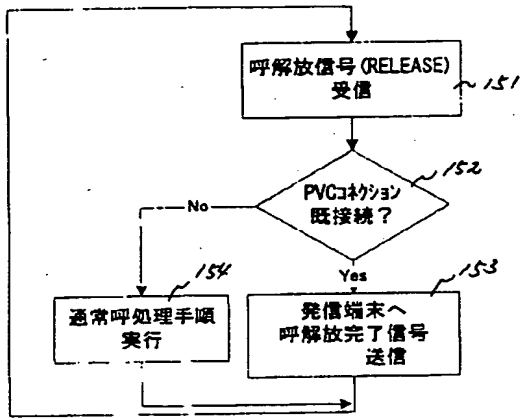 呼解放信号(RELEASE)
受信
151
152
PVCコネクション
既接続?
No
Yes
153
154
通常呼処理手順
実行
発信端末へ
呼解放完了信号
送信